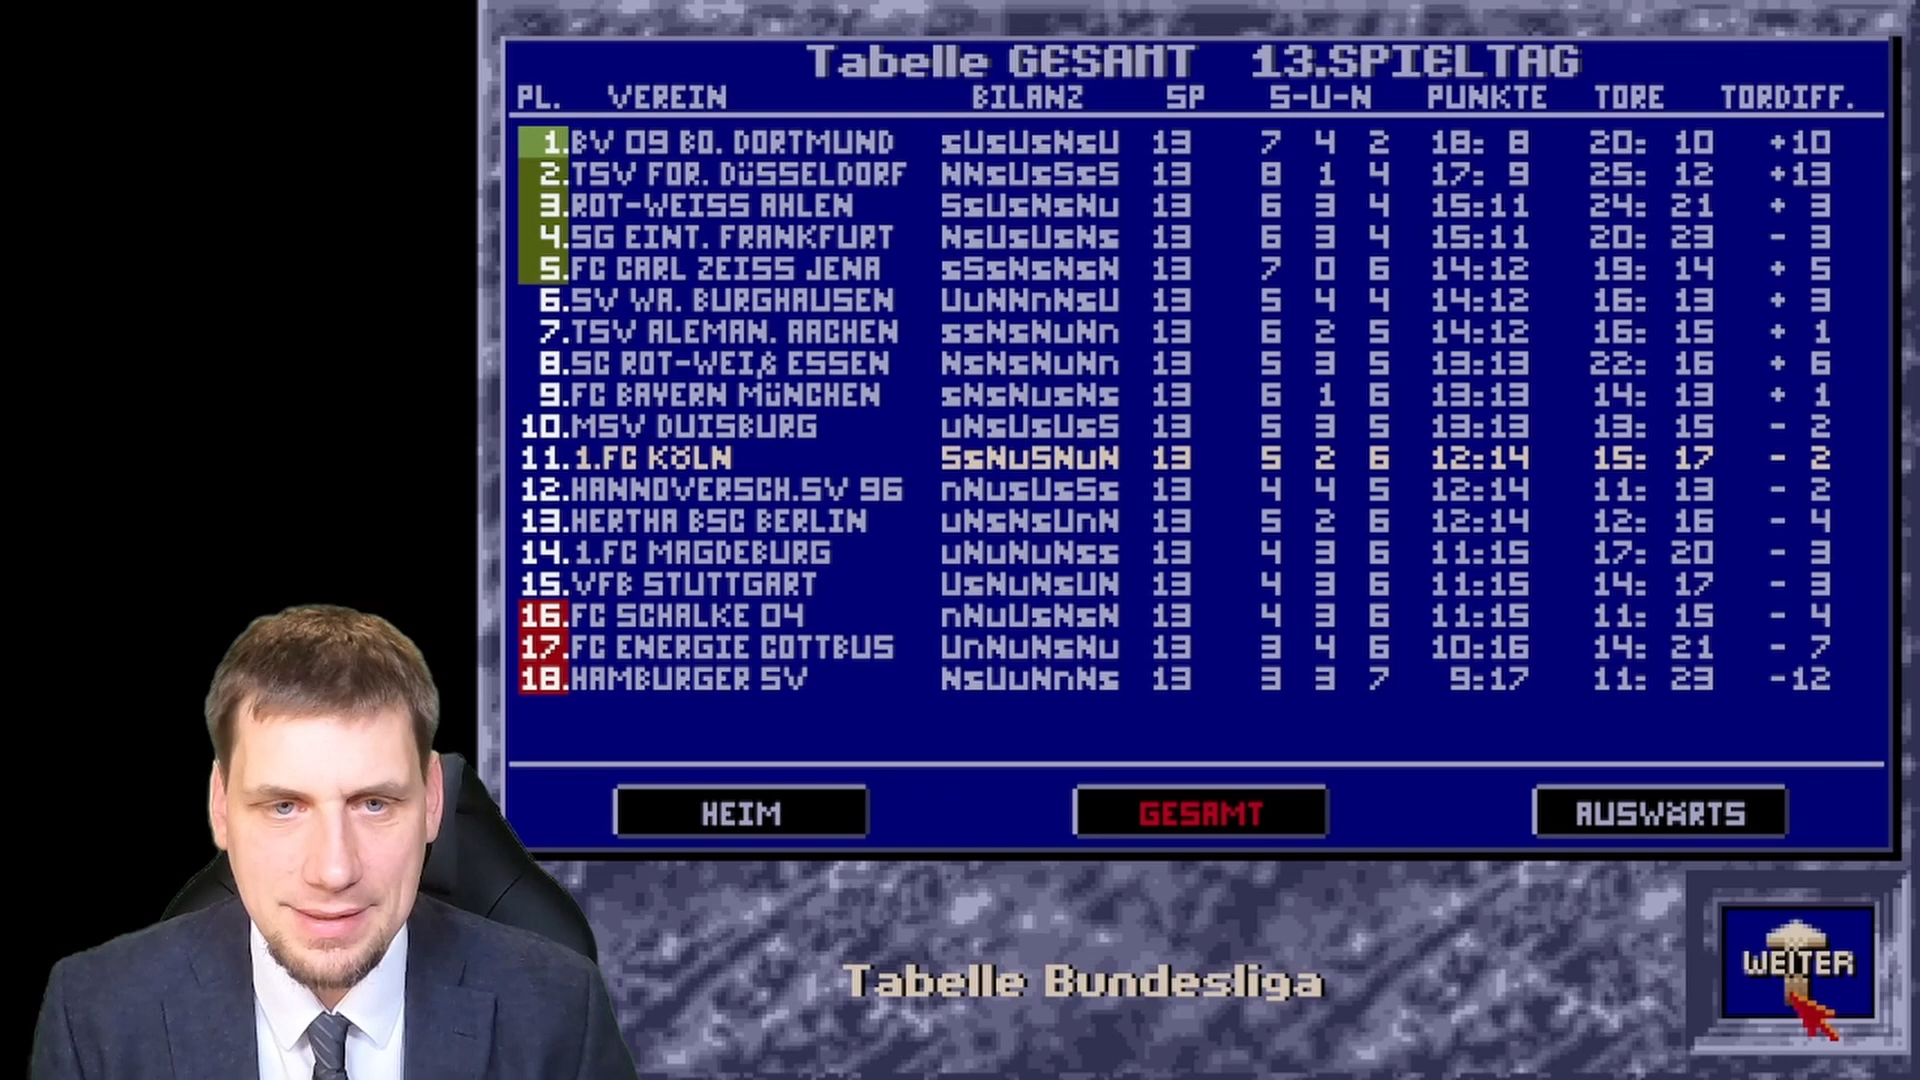 Tabelle GESAMT 13.SPIELTAG
PL. VEREIN BILANZ SP S-U-N PUNKTE TORE TORDIFF.
1. BV 09 BO. DORTMUND sUsUsNsU 13 7 4 2 18: 8 20: 10 +10
2. TSV FOR. DüSSELDORF NNsUsSsS 13 8 1 4 17: 9 25: 12 +13
3. ROT-WEISS AHLEN SsUsNsNu 13 6 3 4 15:11 24: 21 + 3
4. SG EINT. FRANKFURT NsUsUsNs 13 6 3 4 15:11 20: 23 - 3
5. FC CARL ZEISS JENA sSsNsNsN 13 7 0 6 14:12 19: 14 + 5
6. SV WA. BURGHAUSEN UuNNnNsU 13 5 4 4 14:12 16: 13 + 3
7. TSV ALEMAN. AACHEN ssNsNuNn 13 6 2 5 14:12 16: 15 + 1
8. SC ROT-WEIß ESSEN NsNsNuNn 13 5 3 5 13:13 22: 16 + 6
9. FC BAYERN MüNCHEN sNsNusNs 13 6 1 6 13:13 14: 13 + 1
10. MSV DUISBURG uNsUsUsS 13 5 3 5 13:13 13: 15 - 2
11. 1.FC KÖLN SsNuSNuN 13 5 2 6 12:14 15: 17 - 2
12. HANNOVERSCH.SV 96 nNusUsSs 13 4 4 5 12:14 11: 13 - 2
13. HERTHA BSC BERLIN uNsNsUnN 13 5 2 6 12:14 12: 16 - 4
14. 1.FC MAGDEBURG uNuNuNss 13 4 3 6 11:15 17: 20 - 3
15. VFB STUTTGART UsNuNsUN 13 4 3 6 11:15 14: 17 - 3
16. FC SCHALKE 04 nNuUsNsN 13 4 3 6 11:15 11: 15 - 4
17. FC ENERGIE COTTBUS UnNuNsNu 13 3 4 6 10:16 14: 21 - 7
18. HAMBURGER SV NsUuNnNs 13 3 3 7 9:17 11: 23 -12
HEIM GESAMT AUSWÄRTS
Tabelle Bundesliga
WEITER